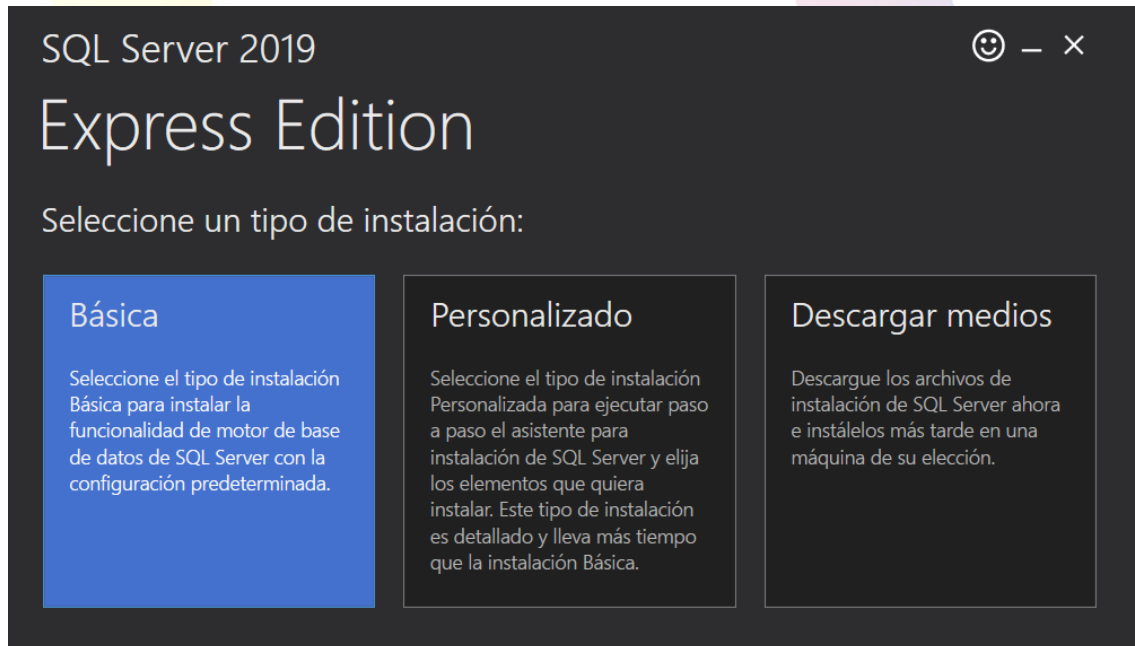 SQL Server 2019
Express Edition
Seleccione un tipo de instalación:
Básica
Seleccione el tipo de instalación
Básica para instalar la
funcionalidad de motor de base
de datos de SQL Server con la
configuración predeterminada.
Personalizado
Seleccione el tipo de instalación
Personalizada para ejecutar paso
a paso el asistente para
instalación de SQL Server y elija
los elementos que quiera
instalar. Este tipo de instalación
es detallado y lleva más tiempo
que la instalación Básica.
Descargar medios
Descargue los archivos de
instalación de SQL Server ahora
e instálelos más tarde en una
máquina de su elección.